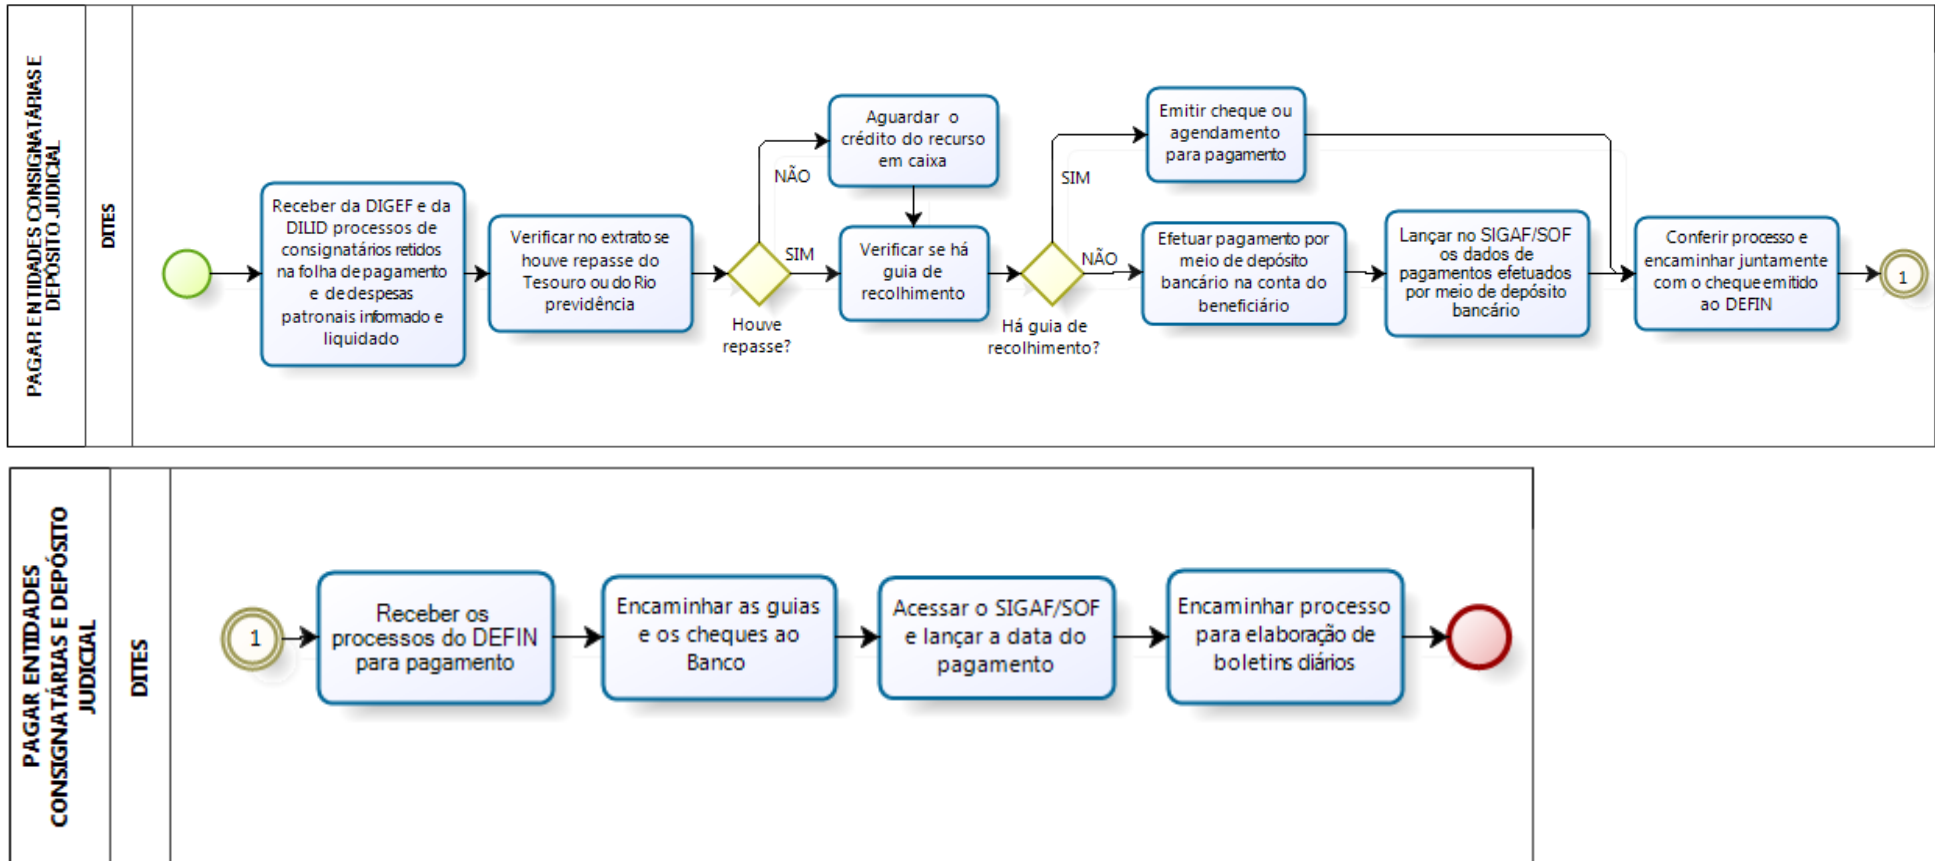 PAGAR ENTIDADES CONSIGNATÁRIAS E
DEPÓSITO JUDICIAL
DITES
Receber da DIGEF e da
DILID processos de
consignatários retidos
na folha de pagamento
e de despesas
patronais informado e
liquidado
Verificar no extrato se
houve repasse do
Tesouro ou do Rio
previdência
Houve
repasse?
NÃO
SIM
Aguardar o
crédito do recurso
em caixa
Verificar se há
guia de
recolhimento
Há guia de
recolhimento?
SIM
NÃO
Emitir cheque ou
agendamento
para pagamento
Efetuar pagamento por
meio de depósito
bancário na conta do
beneficiário
Lançar no SIGAF/SOF
os dados de
pagamentos efetuados
por meio de depósito
bancário
Conferir processo e
encaminhar juntamente
com o cheque emitido
ao DEFIN
1
PAGAR ENTIDADES
CONSIGNATÁRIAS E DEPÓSITO
JUDICIAL
DITES
1
Receber os
processos do DEFIN
para pagamento
Encaminhar as guias
e os cheques ao
Banco
Acessar o SIGAF/SOF
e lançar a data do
pagamento
Encaminhar processo
para elaboração de
boletins diários